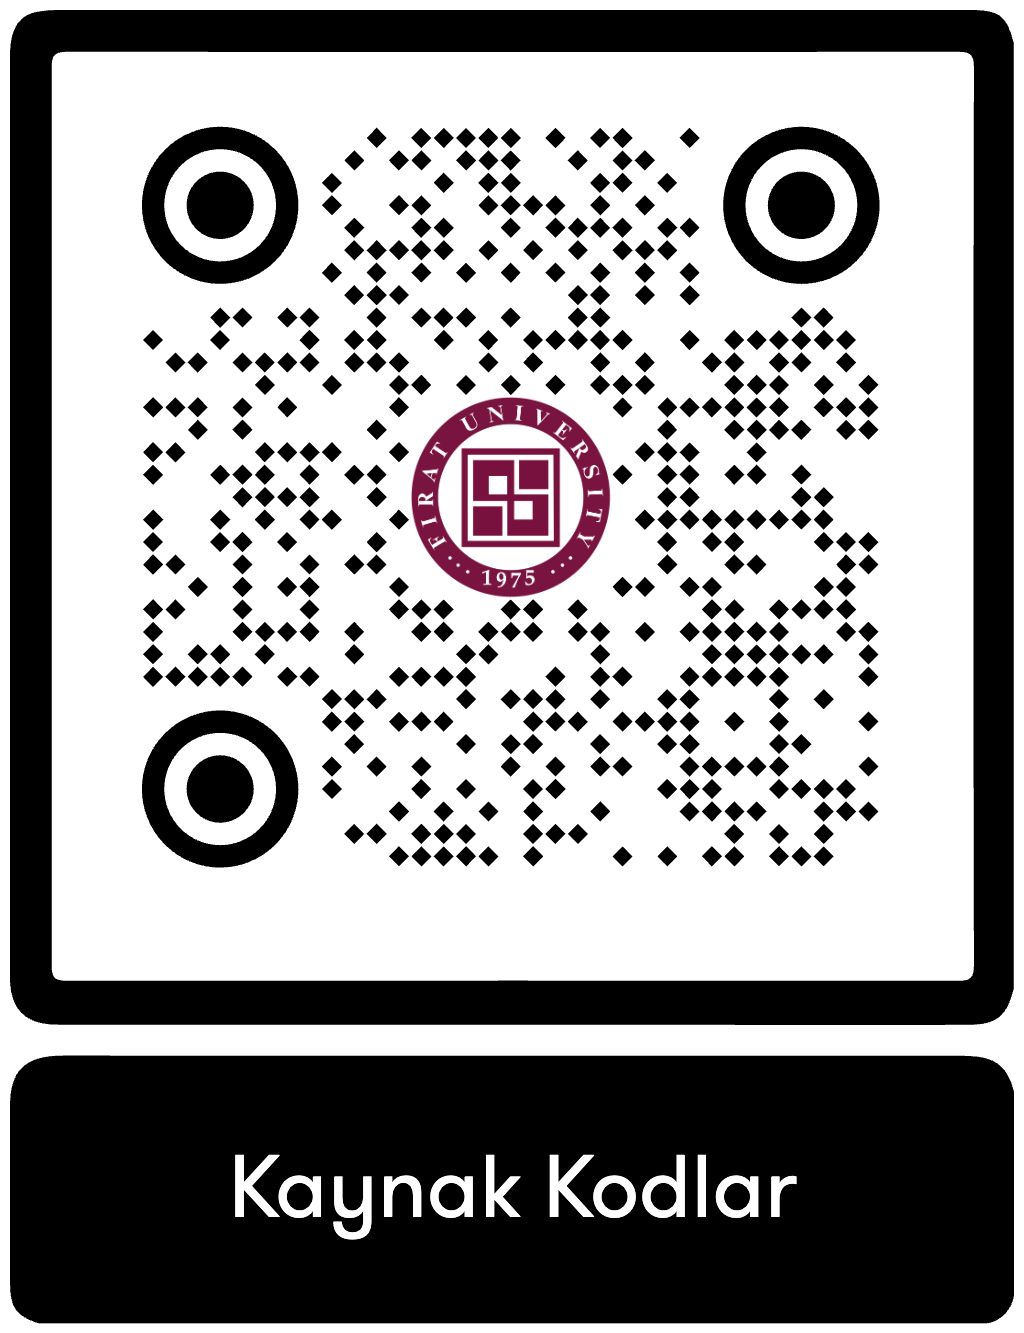 FIRAT UNIVERSITY
1975
Kaynak Kodlar